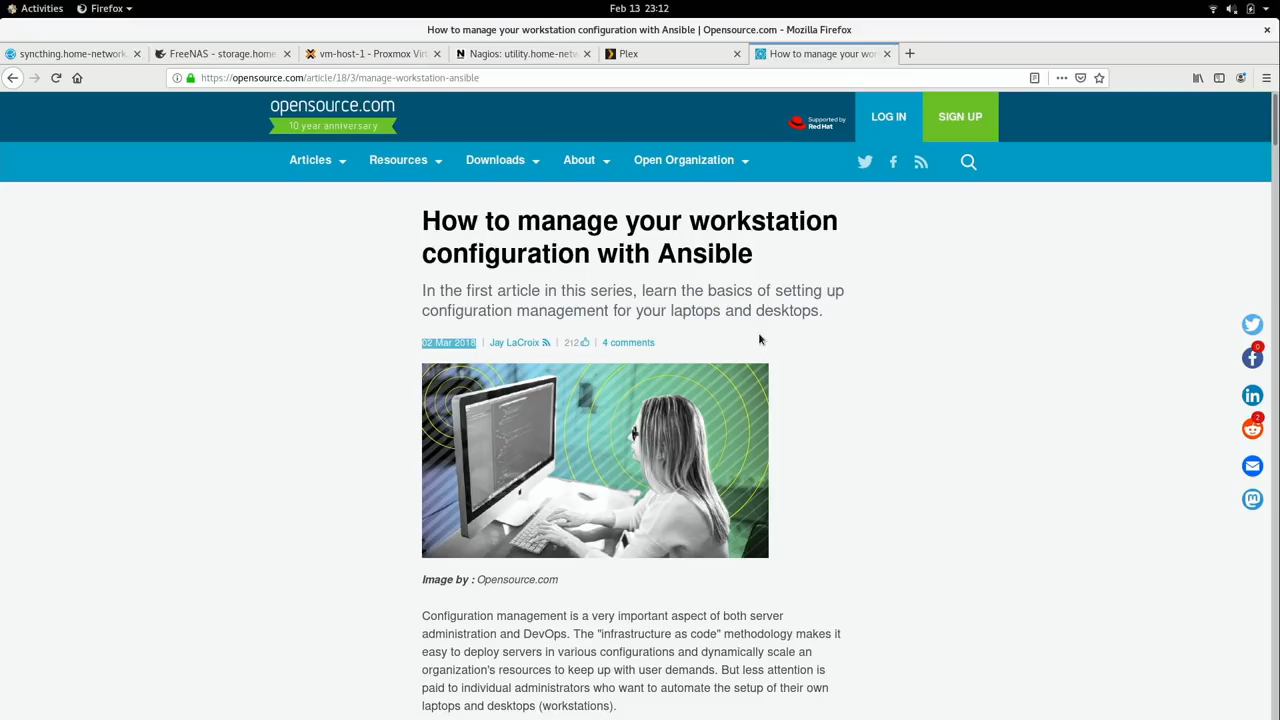 Activities
Firefox
Feb 13 23:12
How to manage your workstation configuration with Ansible | Opensource.com - Mozilla Firefox
syncthing.home-network.
FreeNAS - storage.home
vm-host-1 - Proxmox Virt
Nagios: utility.home-netw
Plex
How to manage your wor
https://opensource.com/article/18/3/manage-workstation-ansible
opensource.com
10 year anniversary
Supported by
Red Hat
LOG IN
SIGN UP
Articles
Resources
Downloads
About
Open Organization
How to manage your workstation
configuration with Ansible
In the first article in this series, learn the basics of setting up
configuration management for your laptops and desktops.
02 Mar 2018 | Jay LaCroix | 212 | 4 comments
0
2
Image by : Opensource.com
Configuration management is a very important aspect of both server
administration and DevOps. The "infrastructure as code" methodology makes it
easy to deploy servers in various configurations and dynamically scale an
organization's resources to keep up with user demands. But less attention is
paid to individual administrators who want to automate the setup of their own
laptops and desktops (workstations).